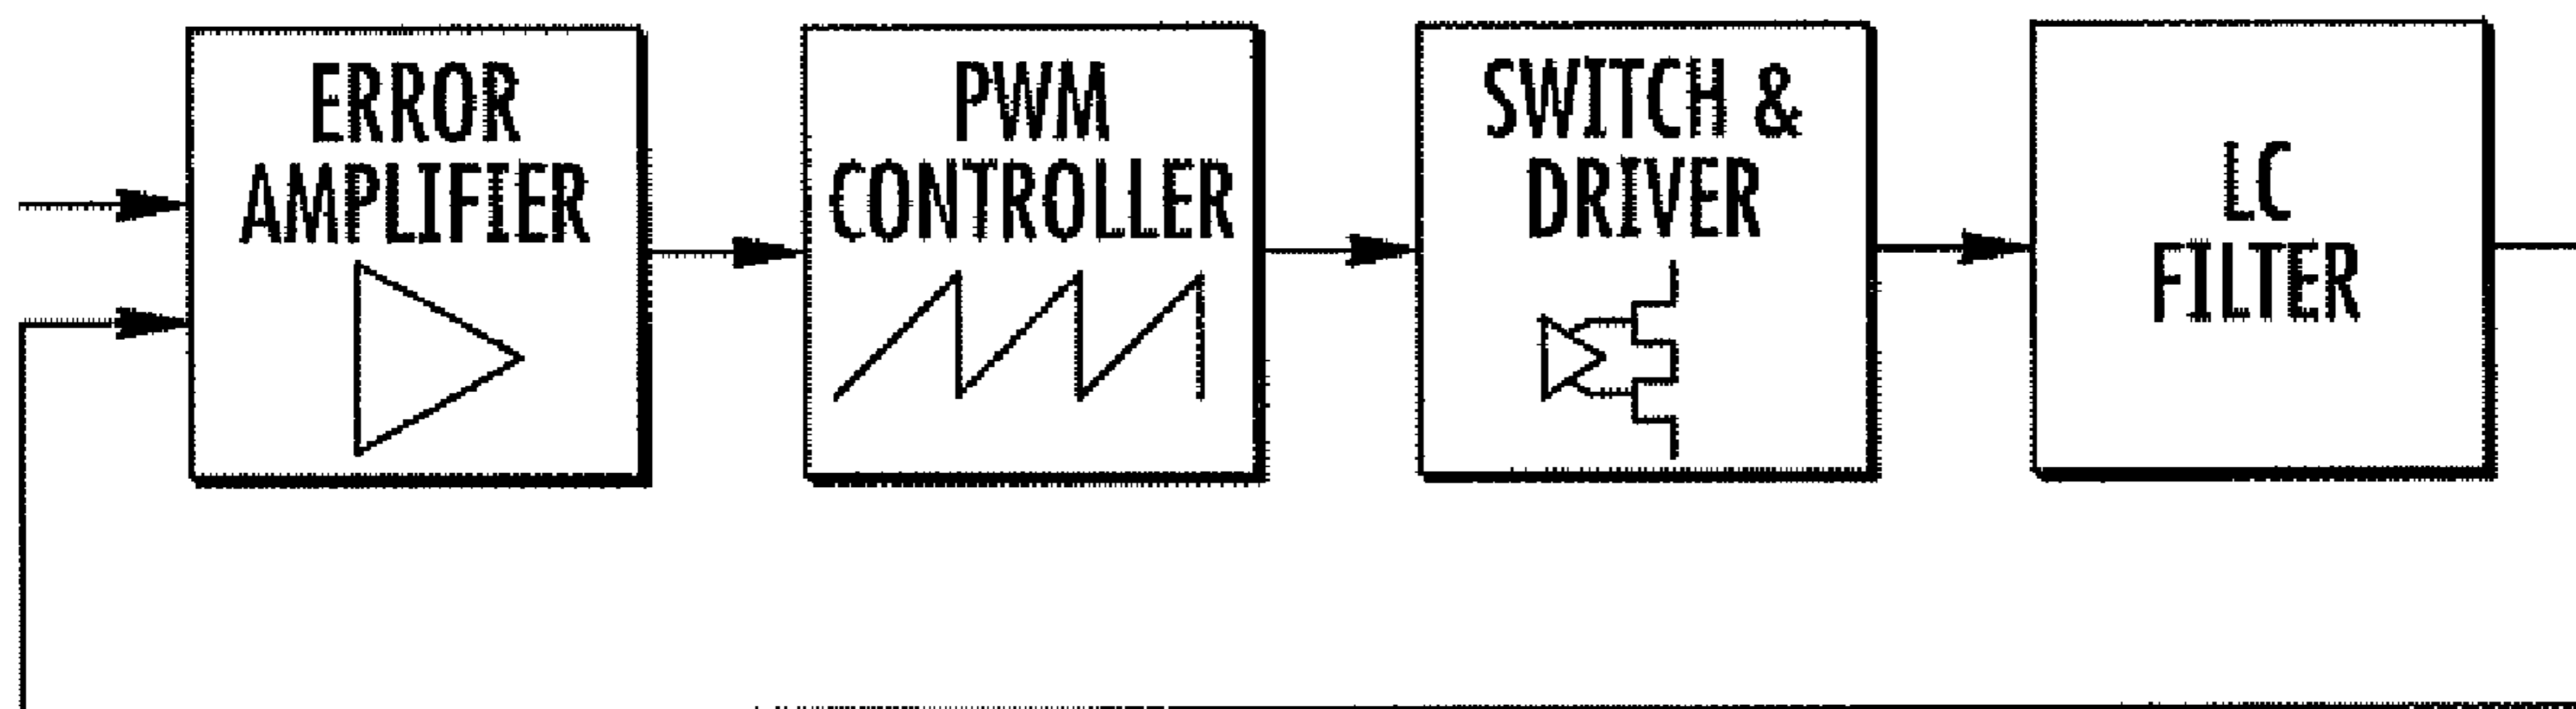 ERROR
AMPLIFIER
PWM
CONTROLLER
SWITCH &
DRIVER
LC
FILTER